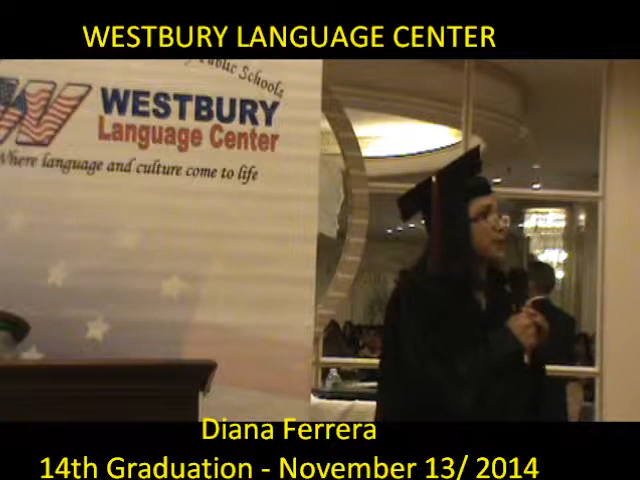 WESTBURY LANGUAGE CENTER
Public Schools
WESTBURY
Language Center
Where language and culture come to life
Diana Ferrera
14th Graduation - November 13/ 2014